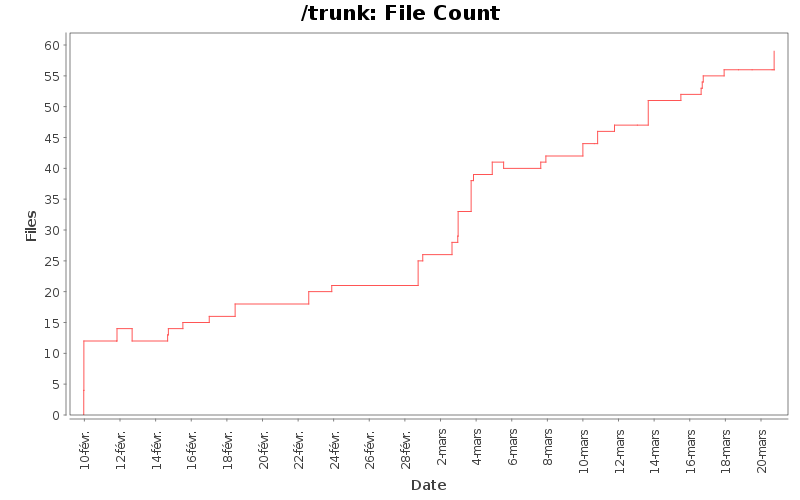 /trunk: File Count
60
55
50
45
40
35
30
25
20
15
10
5
0
Files
10-févr.
12-févr.
14-févr.
16-févr.
18-févr.
20-févr.
22-févr.
24-févr.
26-févr.
28-févr.
2-mars
4-mars
6-mars
8-mars
10-mars
12-mars
14-mars
16-mars
18-mars
20-mars
Date